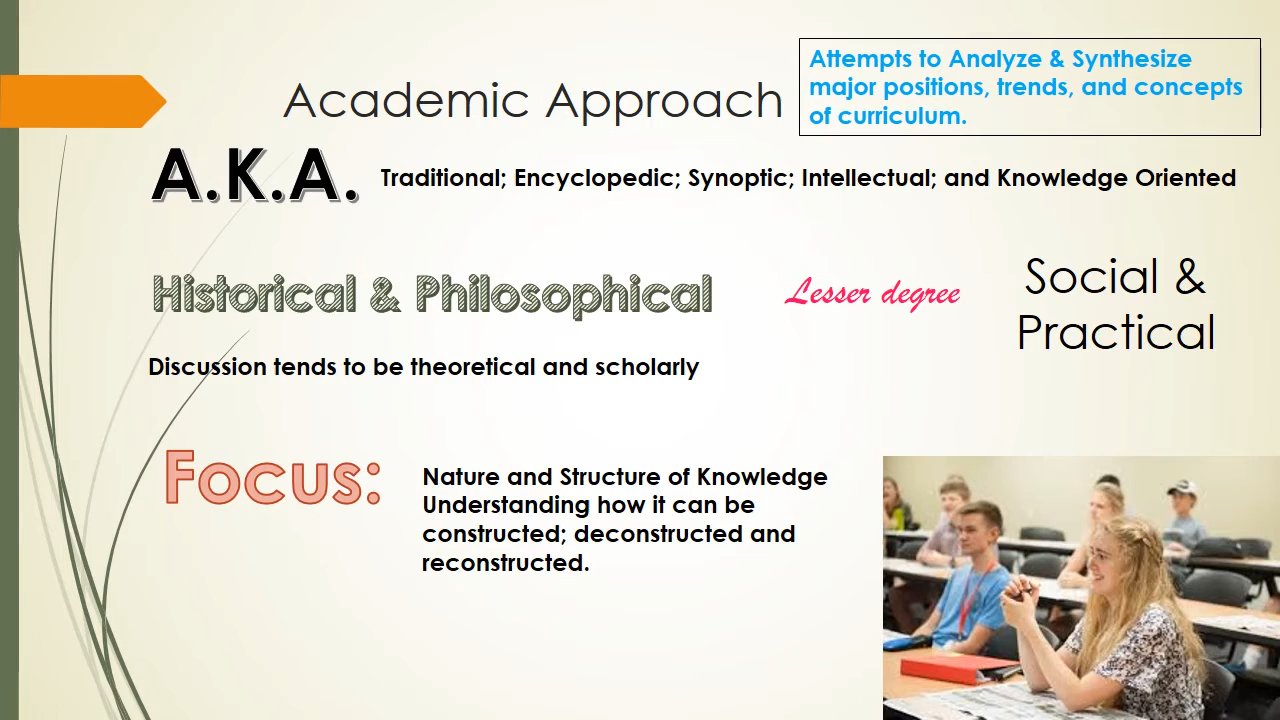 Academic Approach
Attempts to Analyze & Synthesize
major positions, trends, and concepts
of curriculum.
A.K.A.
Traditional; Encyclopedic; Synoptic; Intellectual; and Knowledge Oriented
Historical & Philosophical
Lesser degree
Social &
Practical
Discussion tends to be theoretical and scholarly
Focus:
Nature and Structure of Knowledge
Understanding how it can be
constructed; deconstructed and
reconstructed.